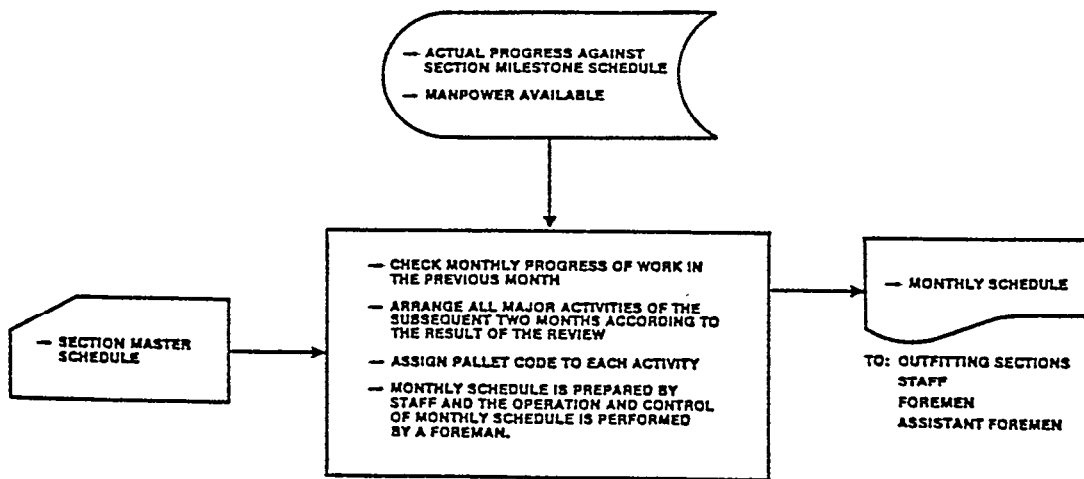 — ACTUAL PROGRESS AGAINST
SECTION MILESTONE SCHEDULE
— MANPOWER AVAILABLE
— SECTION MASTER
SCHEDULE
— CHECK MONTHLY PROGRESS OF WORK IN
THE PREVIOUS MONTH
— ARRANGE ALL MAJOR ACTIVITIES OF THE
SUBSEQUENT TWO MONTHS ACCORDING TO
THE RESULT OF THE REVIEW
— ASSIGN PALLET CODE TO EACH ACTIVITY
— MONTHLY SCHEDULE IS PREPARED BY
STAFF AND THE OPERATION AND CONTROL
OF MONTHLY SCHEDULE IS PERFORMED
BY A FOREMAN.
— MONTHLY SCHEDULE
TO: OUTFITTING SECTIONS
STAFF
FOREMEN
ASSISTANT FOREMEN